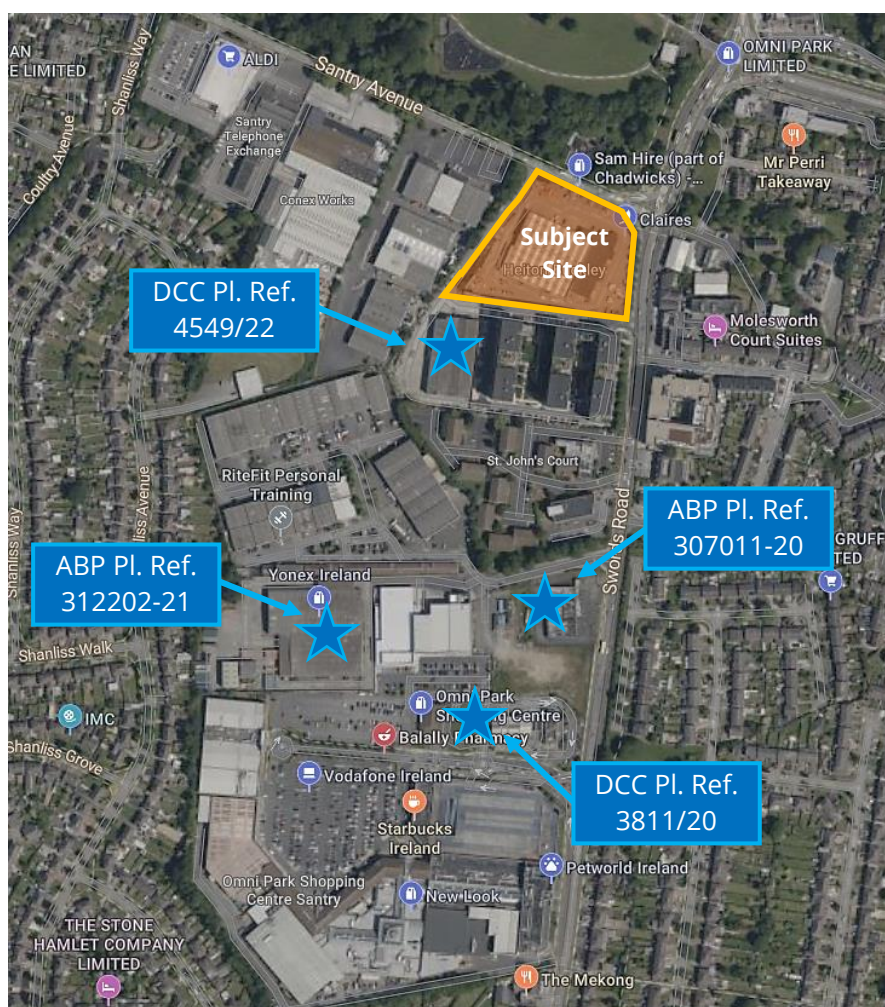 AN
E LIMITED
Shanliss Way
ALDI
Santry Avenue
OMNI PARK
LIMITED
Santry
Telephone
Exchange
Coultry Avenue
Conex Works
Sam Hire (part of
Chadwicks) -...
Mr Perri
Takeaway
Claires
Subject
Site
DCC Pl. Ref.
4549/22
Molesworth
Court Suites
St. John's Court
RiteFit Personal
Training
Shanliss Way
Swords Road
ABP Pl. Ref.
307011-20
GRUFF
ABP Pl. Ref.
312202-21
Yonex Ireland
Shanliss Walk
IMC
Shanliss Grove
Omni Park
Shopping Centre
Balally Pharmacy
Vodafone Ireland
DCC Pl. Ref.
3811/20
Starbucks
Ireland
Petworld Ireland
Omni Park Shopping
Centre Santry
New Look
THE STONE
HAMLET COMPANY
LIMITED
The Mekong